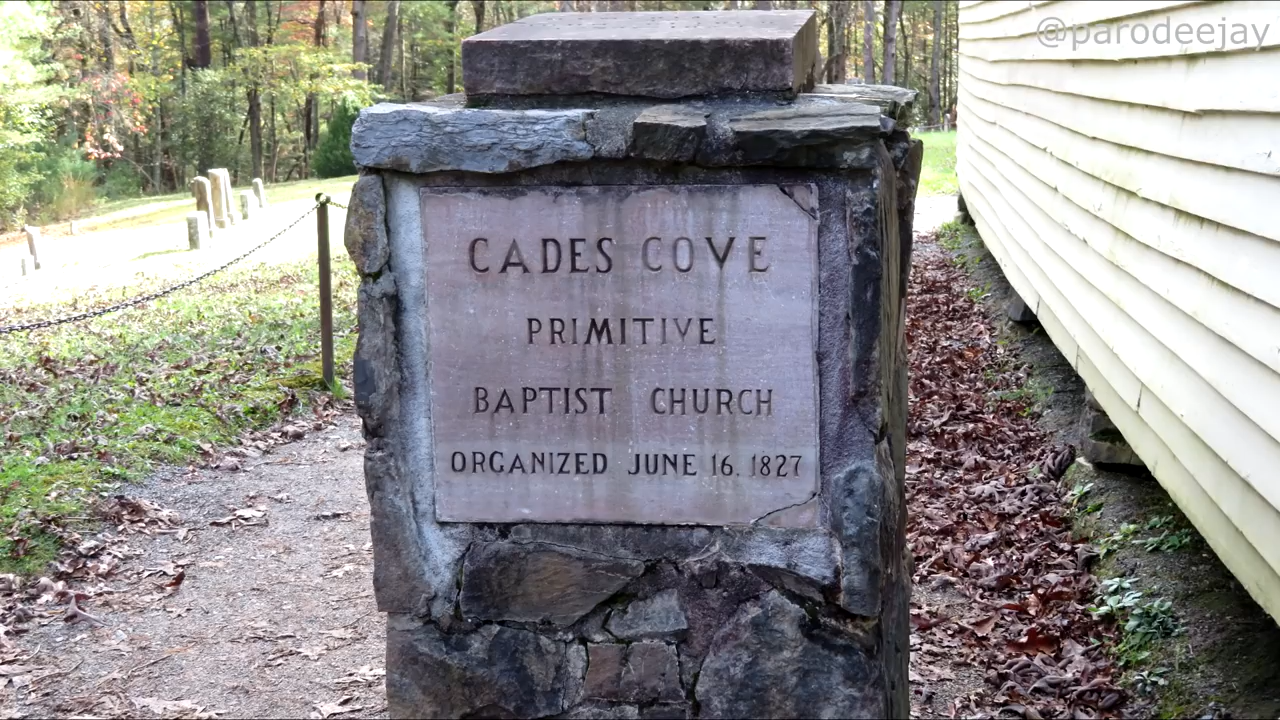 @parodeejay
CADES COVE
PRIMITIVE
BAPTIST CHURCH
ORGANIZED JUNE 16. 1827